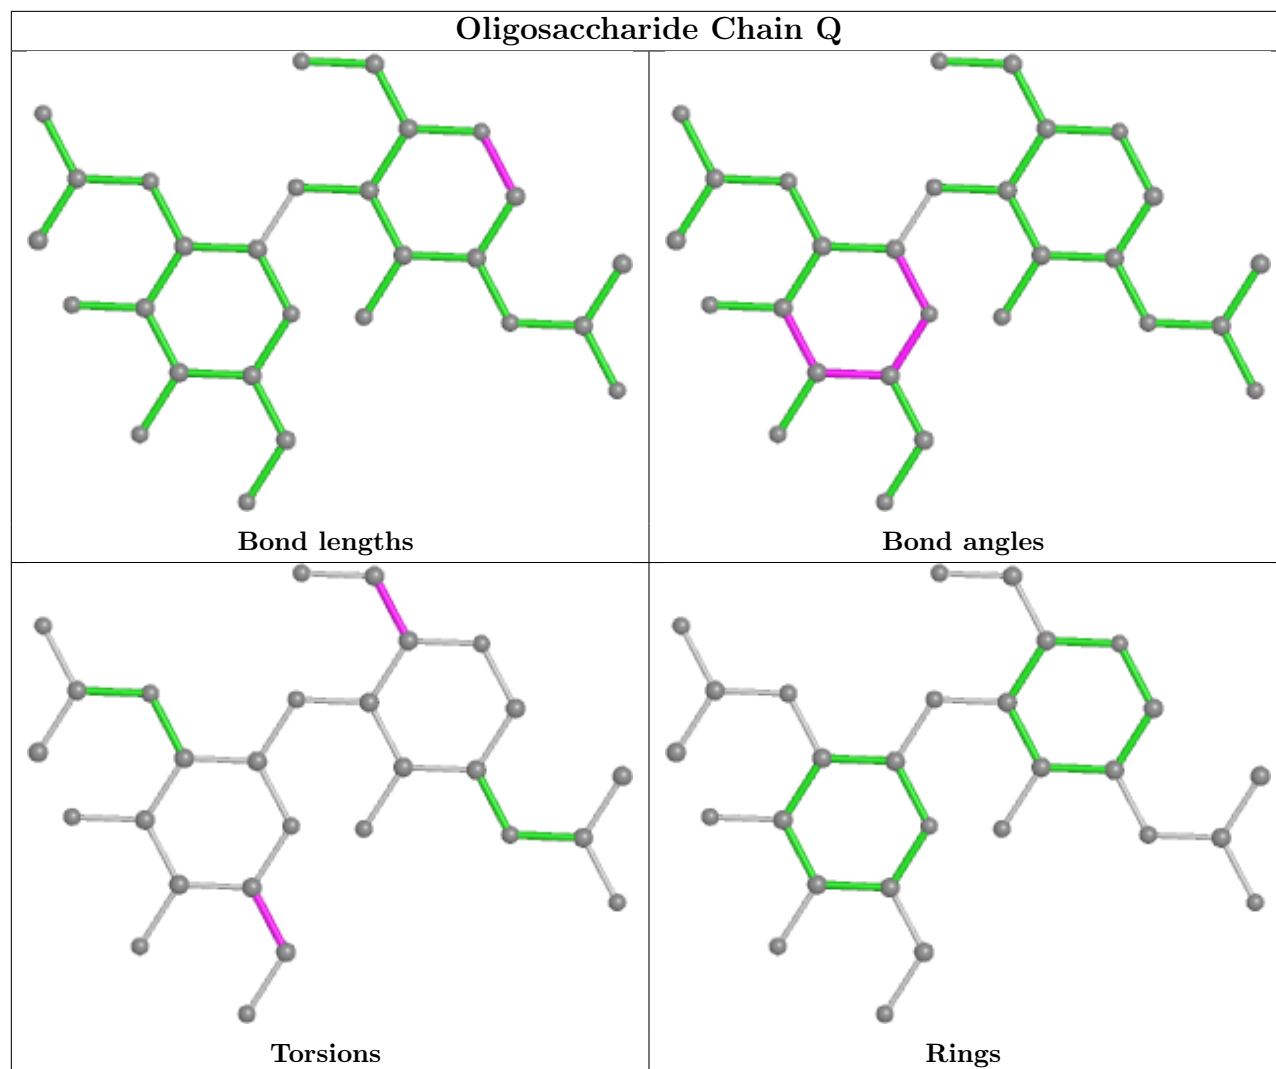 Oligosaccharide Chain Q
Bond lengths
Bond angles
Torsions
Rings